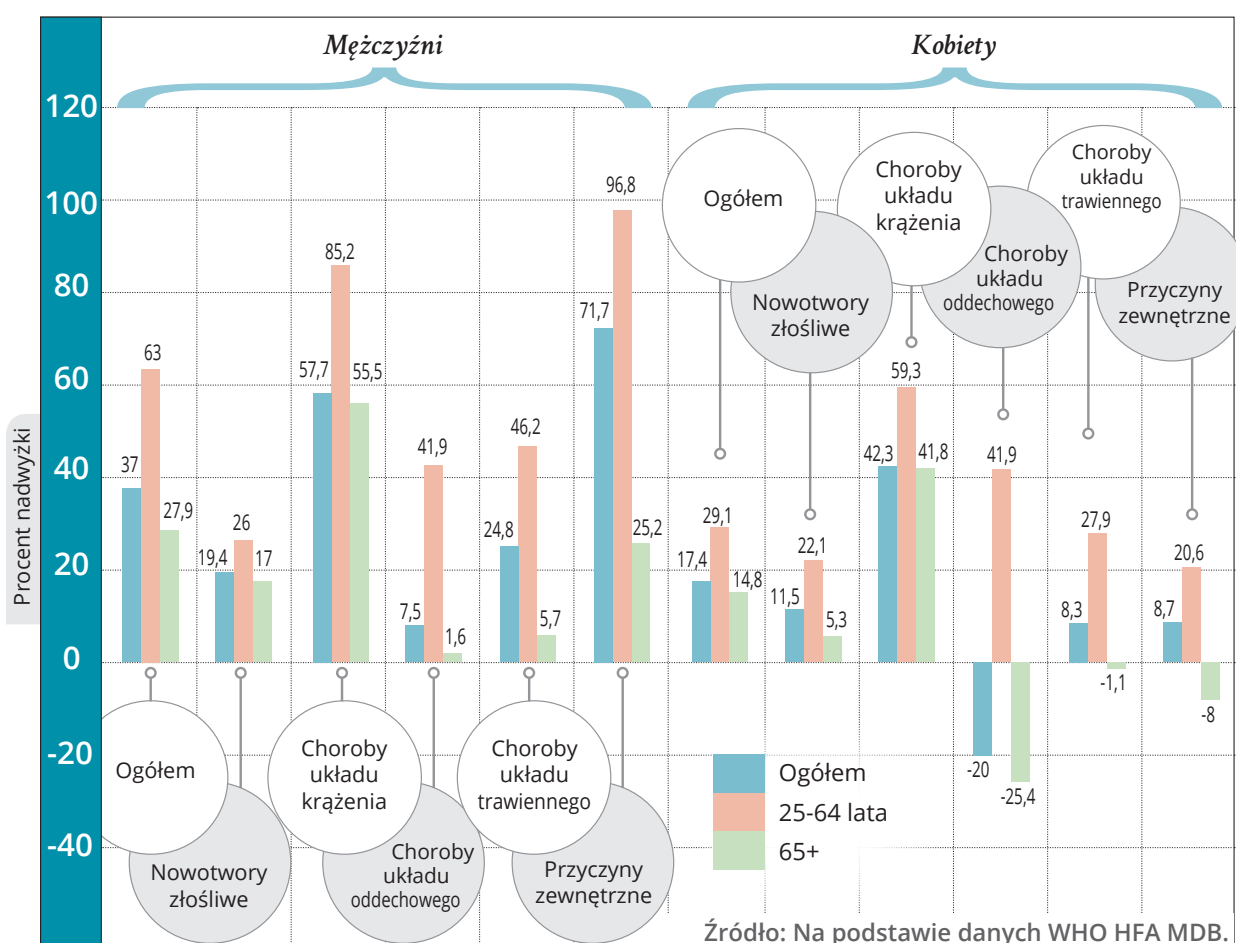 Mężczyźni
Kobiety
Procent nadwyżki
120
100
80
60
40
20
0
-20
-40
37
63
27,9
19,4
26
17
57,7
85,2
55,5
7,5
41,9
1,6
24,8
46,2
5,7
71,7
96,8
25,2
17,4
29,1
14,8
11,5
22,1
5,3
42,3
59,3
41,8
-20
41,9
-25,4
8,3
27,9
-1,1
8,7
20,6
-8
Ogółem
Nowotwory
złośliwe
Choroby
układu
krążenia
Choroby
układu
oddechowego
Choroby
układu
trawiennego
Przyczyny
zewnętrzne
Ogółem
Nowotwory
złośliwe
Choroby
układu
krążenia
Choroby
układu
oddechowego
Choroby
układu
trawiennego
Przyczyny
zewnętrzne
Ogółem
25-64 lata
65+
Źródło: Na podstawie danych WHO HFA MDB.